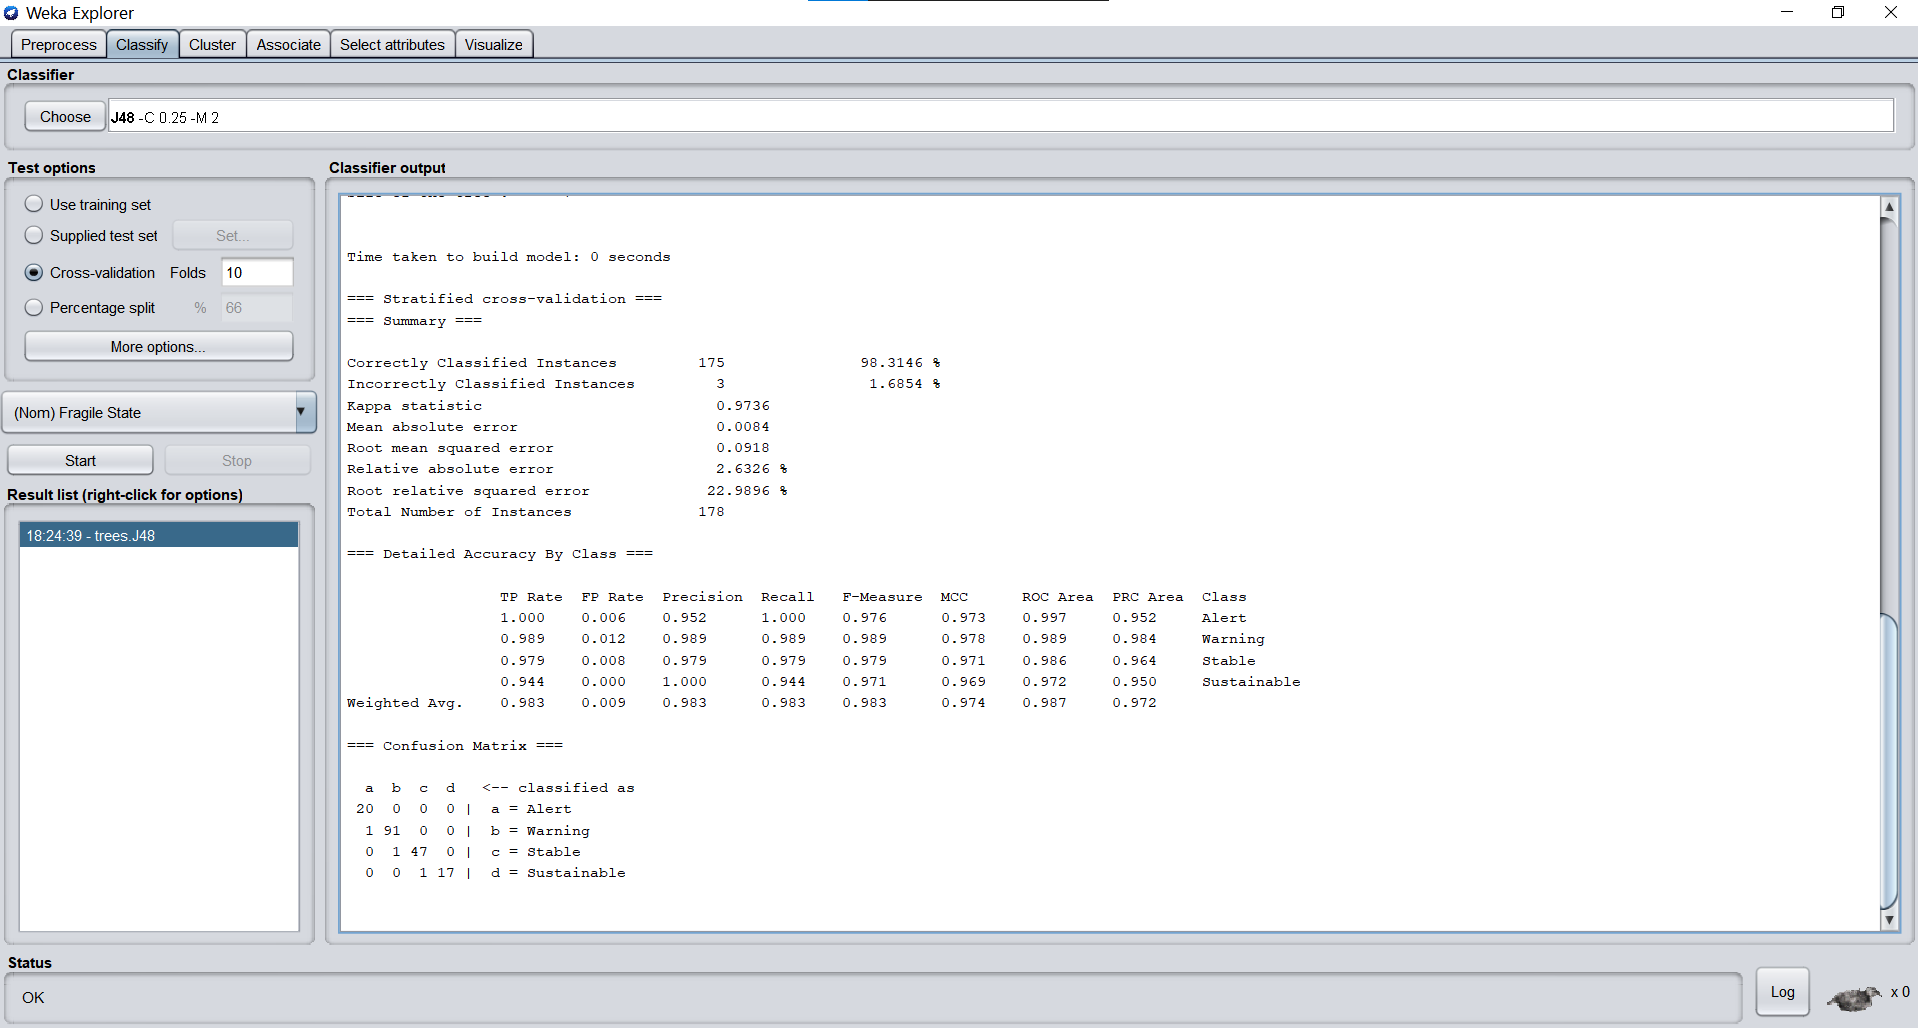 Weka Explorer
Preprocess Classify Cluster Associate Select attributes Visualize
Classifier
Choose J48 -C 0.25 -M 2
Test options
Use training set
Supplied test set Set...
Cross-validation Folds 10
Percentage split % 66
More options...
(Nom) Fragile State
Start Stop
Result list (right-click for options)
18:24:39 - trees.J48
Classifier output
Time taken to build model: 0 seconds
=== Stratified cross-validation ===
=== Summary ===
Correctly Classified Instances 175 98.3146 %
Incorrectly Classified Instances 3 1.6854 %
Kappa statistic 0.9736
Mean absolute error 0.0084
Root mean squared error 0.0918
Relative absolute error 2.6326 %
Root relative squared error 22.9896 %
Total Number of Instances 178
=== Detailed Accuracy By Class ===
TP Rate FP Rate Precision Recall F-Measure MCC ROC Area PRC Area Class
1.000 0.006 0.952 1.000 0.976 0.973 0.997 0.952 Alert
0.989 0.012 0.989 0.989 0.989 0.978 0.989 0.984 Warning
0.979 0.008 0.979 0.979 0.979 0.971 0.986 0.964 Stable
0.944 0.000 1.000 0.944 0.971 0.969 0.972 0.950 Sustainable
Weighted Avg. 0.983 0.009 0.983 0.983 0.983 0.974 0.987 0.972
=== Confusion Matrix ===
a b c d <-- classified as
20 0 0 0 | a = Alert
1 91 0 0 | b = Warning
0 1 47 0 | c = Stable
0 0 1 17 | d = Sustainable
Status
OK
Log x 0